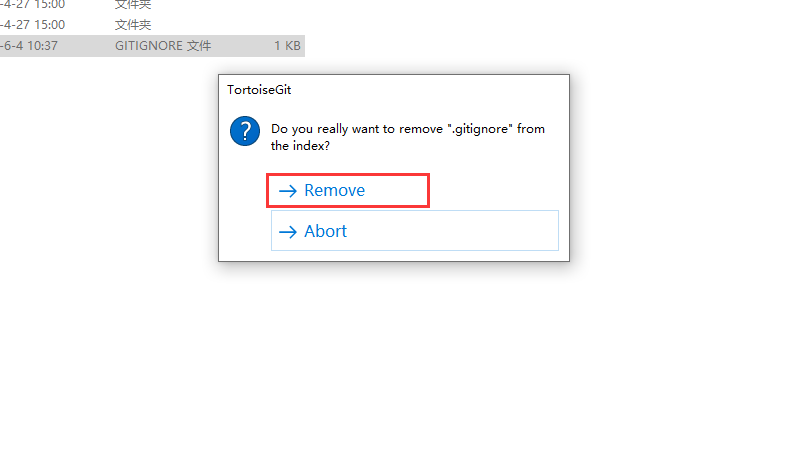 -4-27 15:00 文件夹
-4-27 15:00 文件夹
-6-4 10:37 GITIGNORE 文件 1 KB
TortoiseGit
Do you really want to remove ".gitignore" from
the index?
Remove
Abort